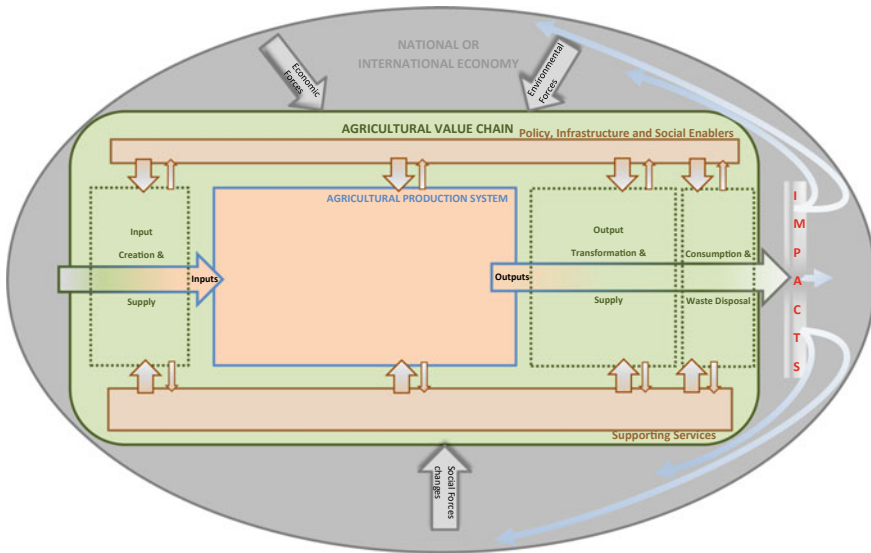 NATIONAL OR
INTERNATIONAL ECONOMY
Economic
Forces
Environmental
Forces
AGRICULTURAL VALUE CHAIN
Policy, Infrastructure and Social Enablers
AGRICULTURAL PRODUCTION SYSTEM
Input
Creation &
Inputs
Supply
Outputs
Output
Transformation &
Supply
Consumption &
Waste Disposal
IMPACTS
Supporting Services
Social Forces
changes